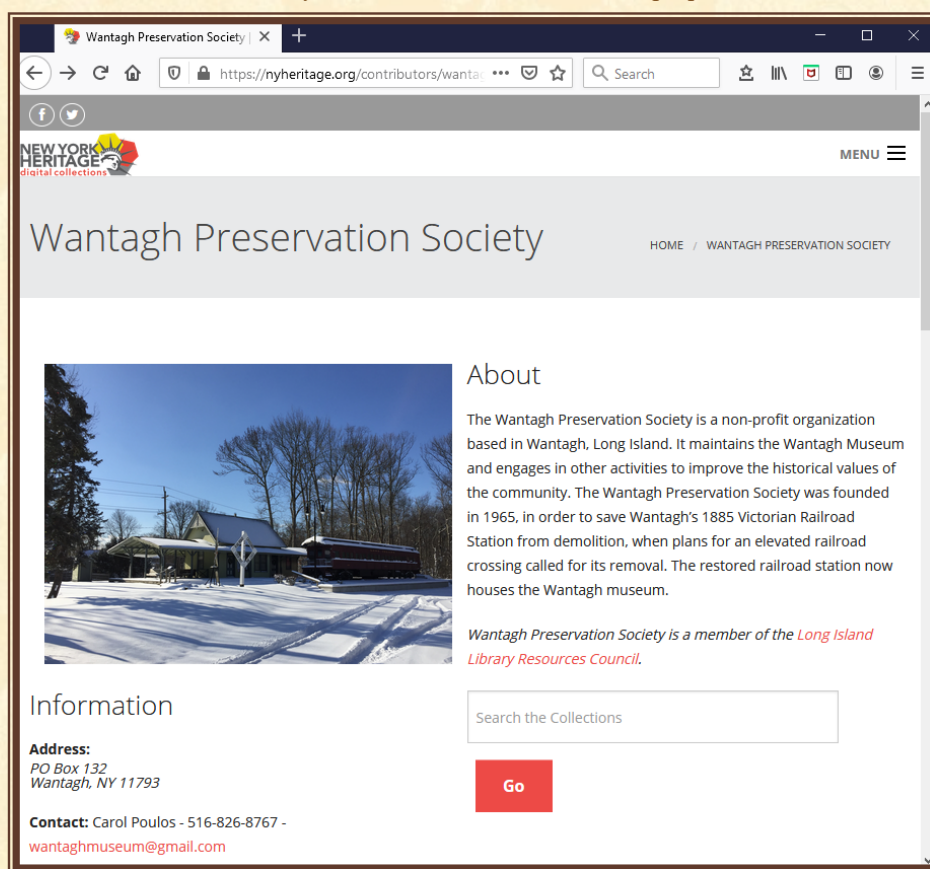 Wantagh Preservation Society |
https://nyheritage.org/contributors/wanta
Search
NEW YORK
HERITAGE
digital collections
MENU
Wantagh Preservation Society
HOME / WANTAGH PRESERVATION SOCIETY
About
The Wantagh Preservation Society is a non-profit organization
based in Wantagh, Long Island. It maintains the Wantagh Museum
and engages in other activities to improve the historical values of
the community. The Wantagh Preservation Society was founded
in 1965, in order to save Wantagh's 1885 Victorian Railroad
Station from demolition, when plans for an elevated railroad
crossing called for its removal. The restored railroad station now
houses the Wantagh museum.
Wantagh Preservation Society is a member of the Long Island
Library Resources Council.
Search the Collections
Go
Information
Address:
PO Box 132
Wantagh, NY 11793
Contact: Carol Poulos - 516-826-8767 -
wantaghmuseum@gmail.com